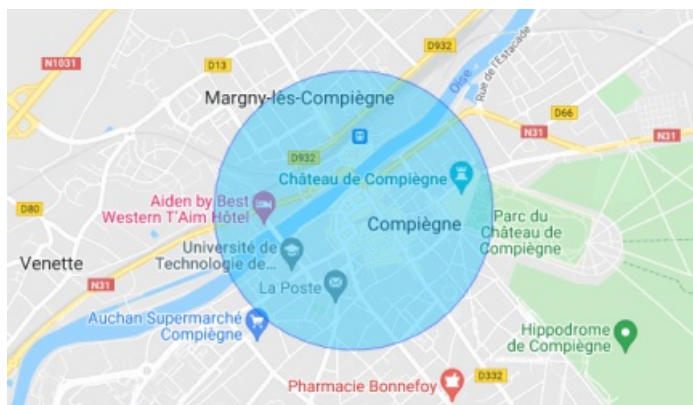 D932
Rue de l'Estacade
N1031
D13
Oise
Margny-lès-Compiègne
D66
N31
N31
D932
Château de Compiègne
Aiden by Best
Western T'Aim Hôtel
D80
Compiègne
Parc du
Château de
Compiègne
Université de
Technologie de...
Venette
N31
La Poste
Auchan Supermarché
Compiègne
Hippodrome
de Compiègne
D332
Pharmacie Bonnefoy